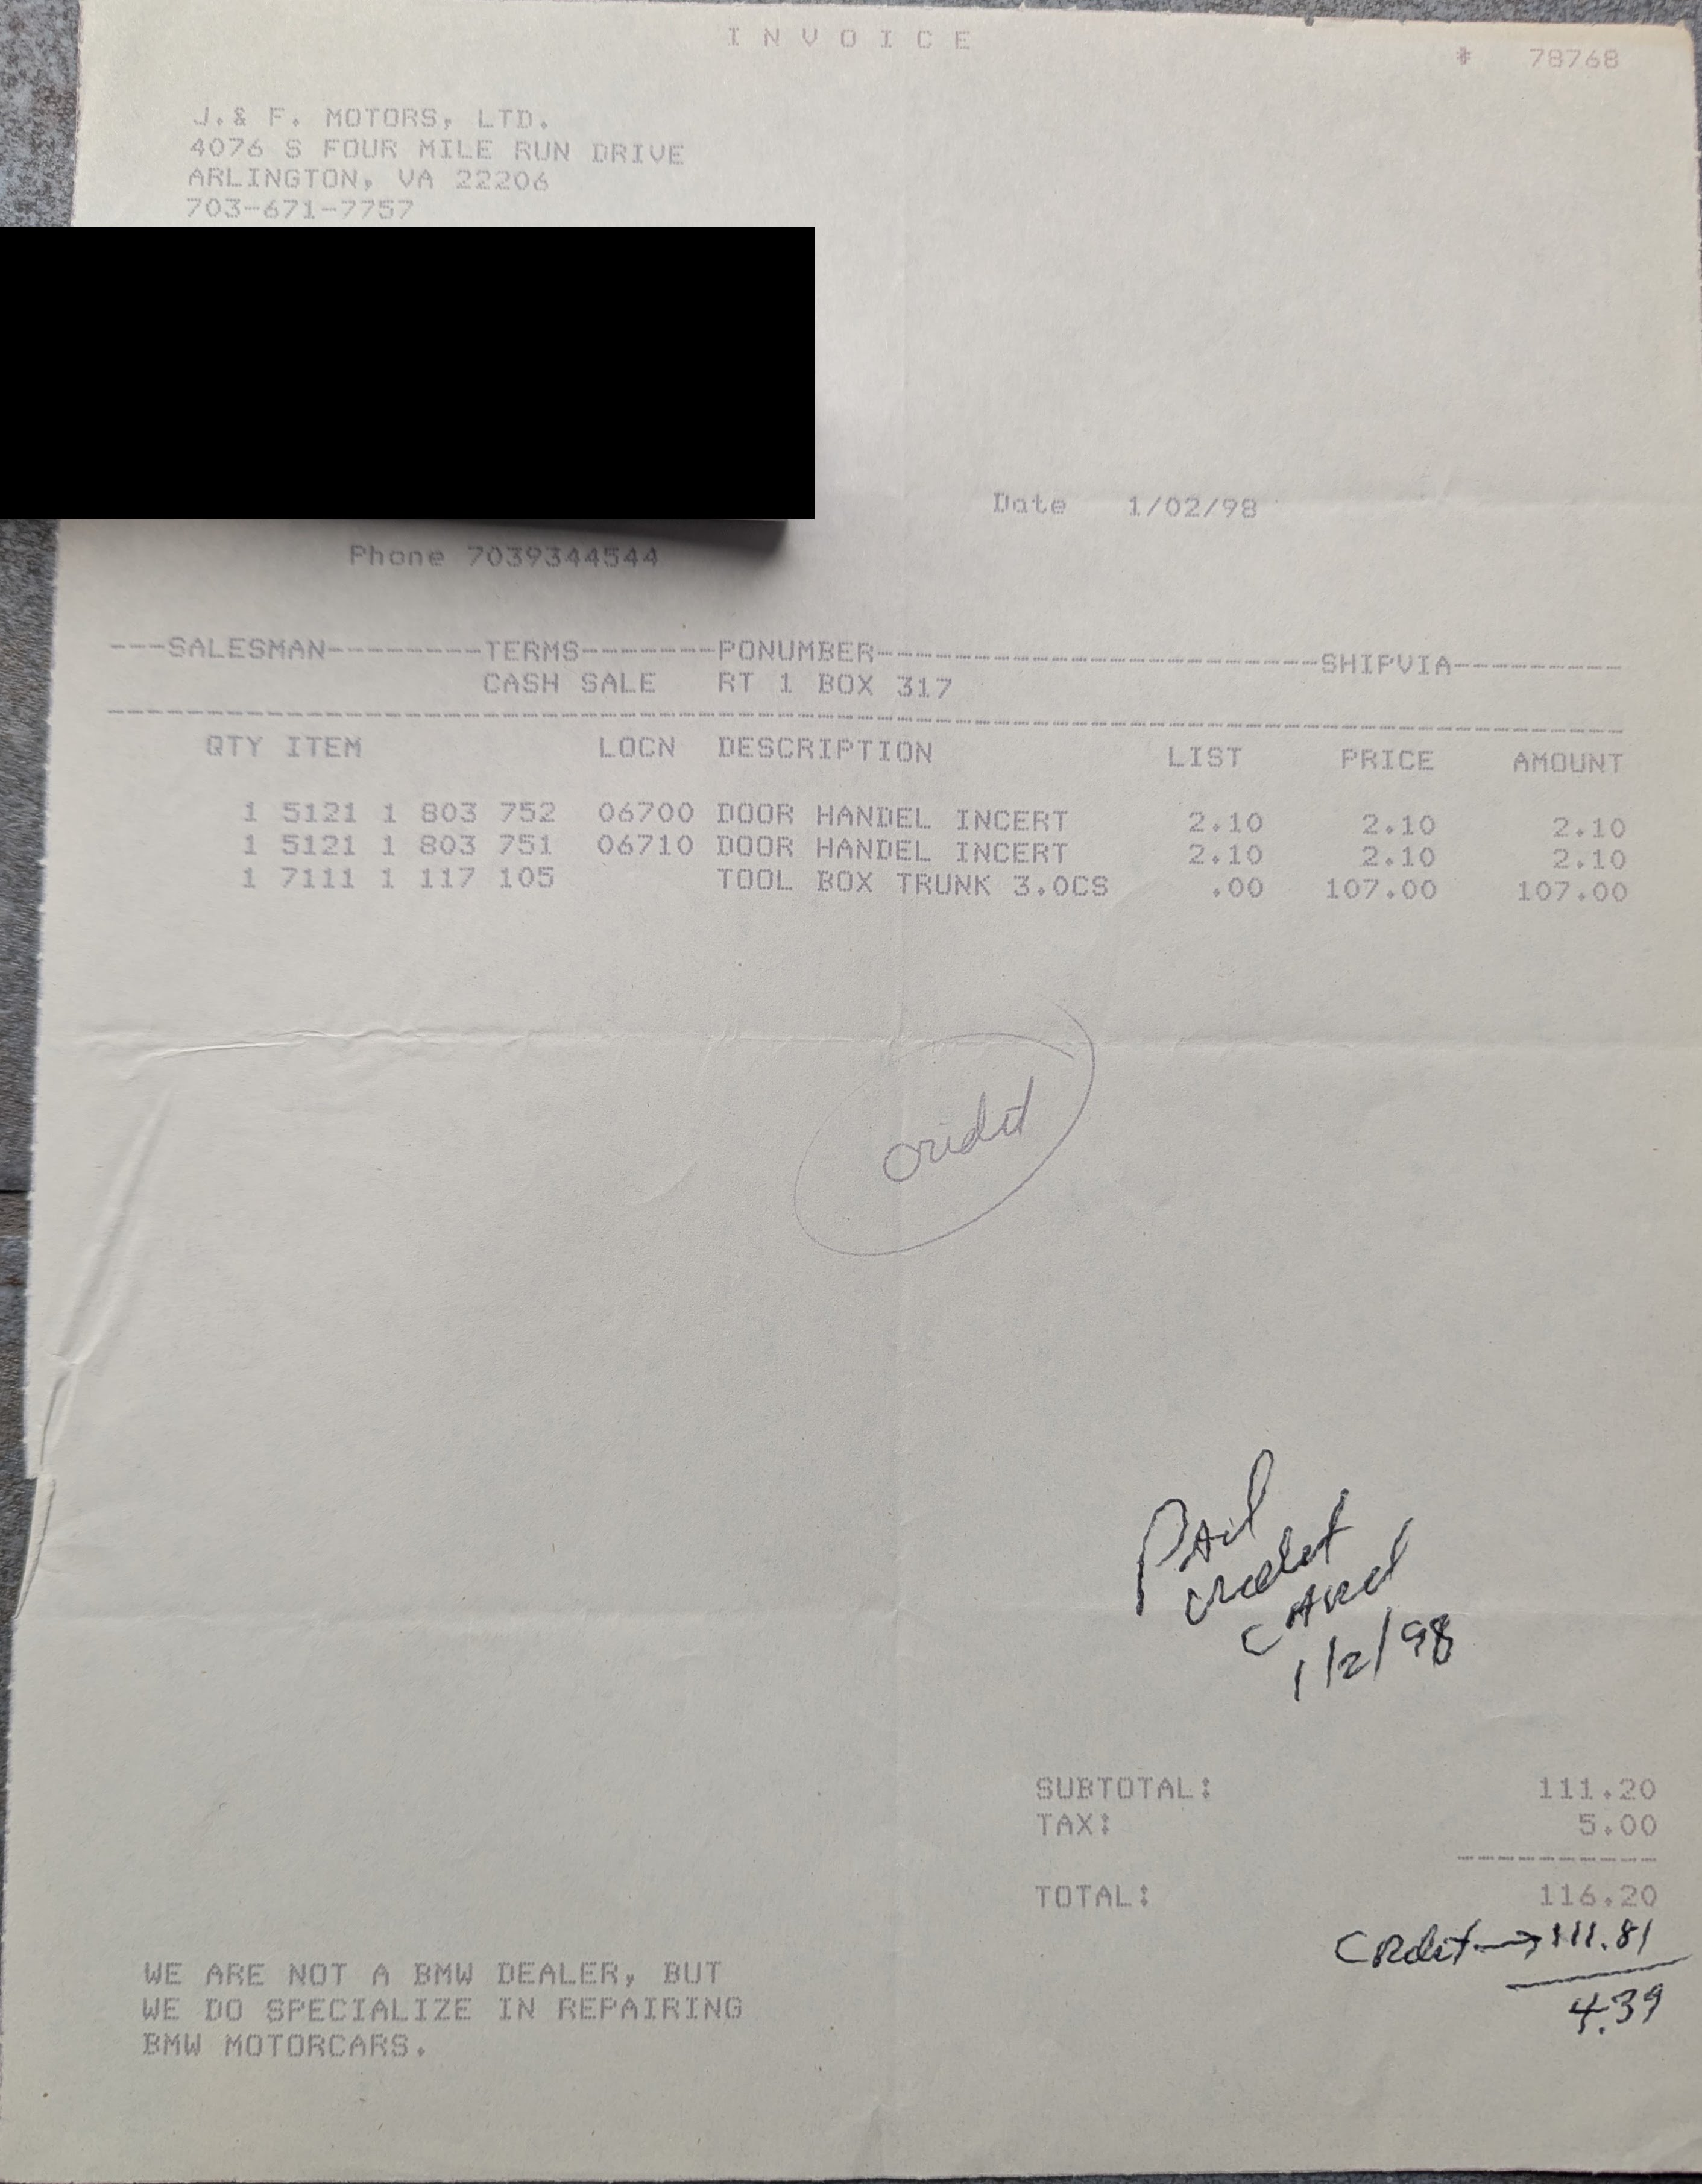 INVOICE
# 78768
J.& F. MOTORS, LTD.
4076 S FOUR MILE RUN DRIVE
ARLINGTON, VA 22206
703-671-7757
Date 1/02/98
Phone 7039344544
---SALESMAN--------TERMS-------PONUMBER-----------------------SHIPVIA---------
CASH SALE RT 1 BOX 317
QTY ITEM LOCN DESCRIPTION LIST PRICE AMOUNT
1 5121 1 803 752 06700 DOOR HANDEL INCERT 2.10 2.10 2.10
1 5121 1 803 751 06710 DOOR HANDEL INCERT 2.10 2.10 2.10
1 7111 1 117 105 TOOL BOX TRUNK 3.0CS .00 107.00 107.00
credit
Paid
credit
card
1/2/98
SUBTOTAL: 111.20
TAX: 5.00
TOTAL: 116.20
Credit → 111.81
4.39
WE ARE NOT A BMW DEALER, BUT
WE DO SPECIALIZE IN REPAIRING
BMW MOTORCARS.